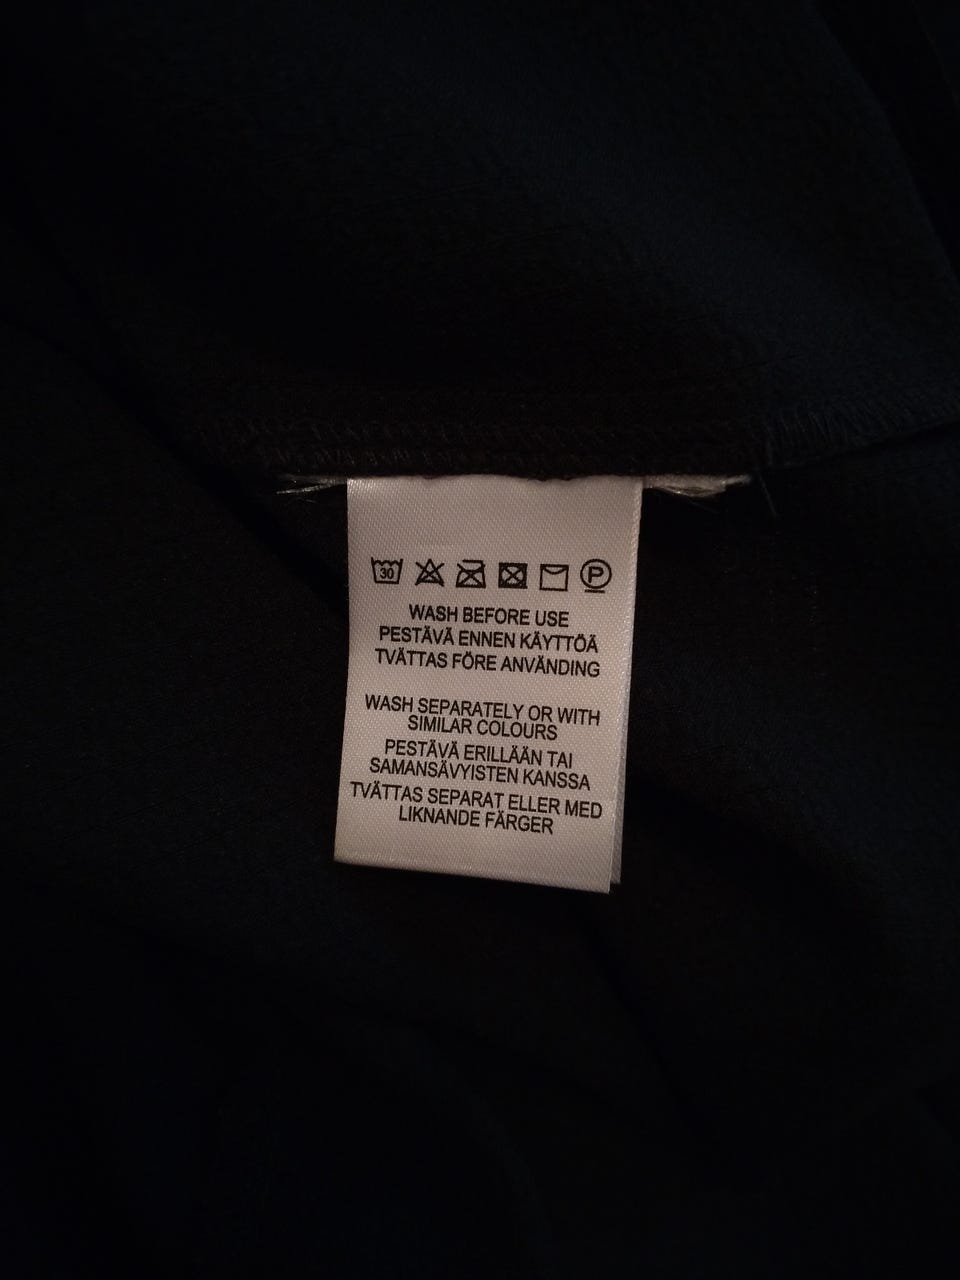 30 P
WASH BEFORE USE
PESTÄVÄ ENNEN KÄYTTÖÄ
TVÄTTAS FÖRE ANVÄNDING
WASH SEPARATELY OR WITH
SIMILAR COLOURS
PESTÄVÄ ERILLÄÄN TAI
SAMANSÄVYISTEN KANSSA
TVÄTTAS SEPARAT ELLER MED
LIKNANDE FÄRGER